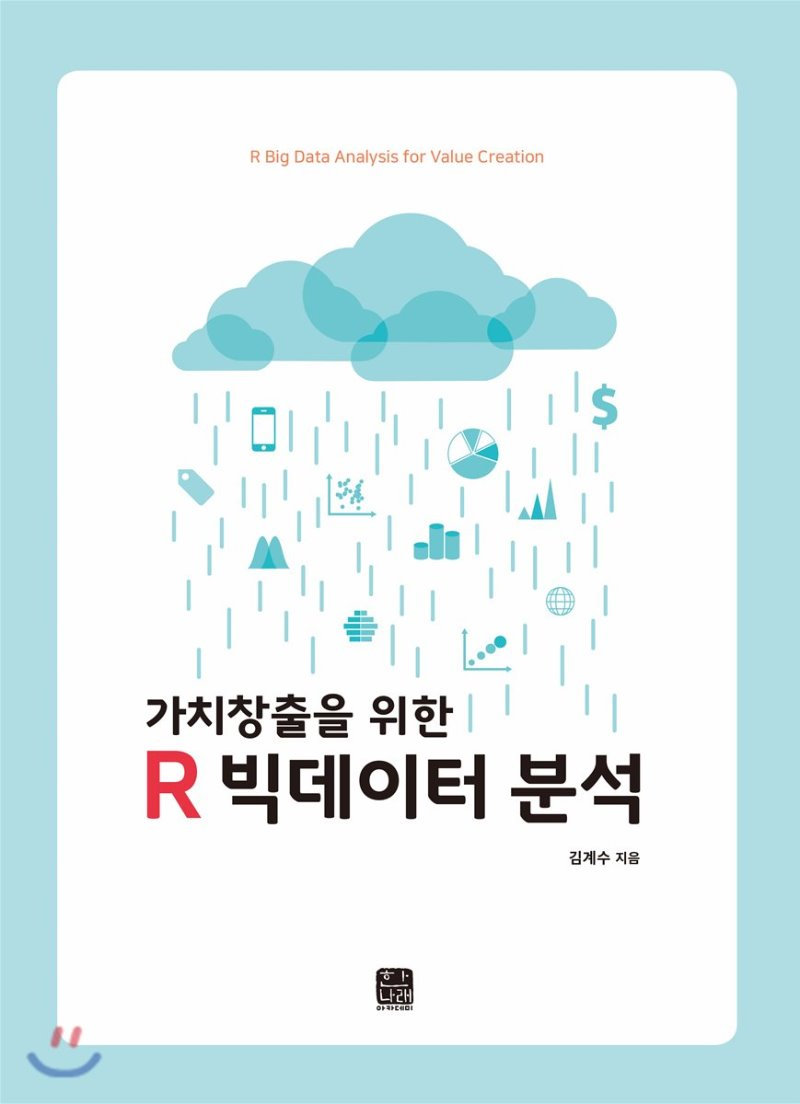 R Big Data Analysis for Value Creation
$
가치창출을 위한
R 빅데이터 분석
김계수 지음
한
나래
아카데미